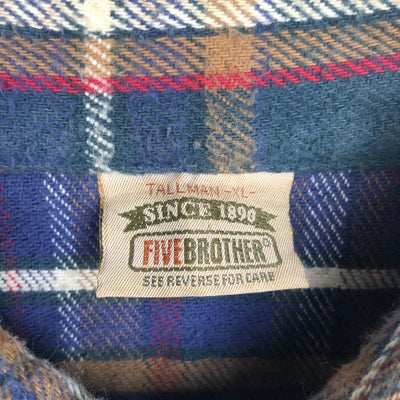 TALLMAN -XL-
SINCE 1890
FIVEBROTHER®
SEE REVERSE FOR CARE